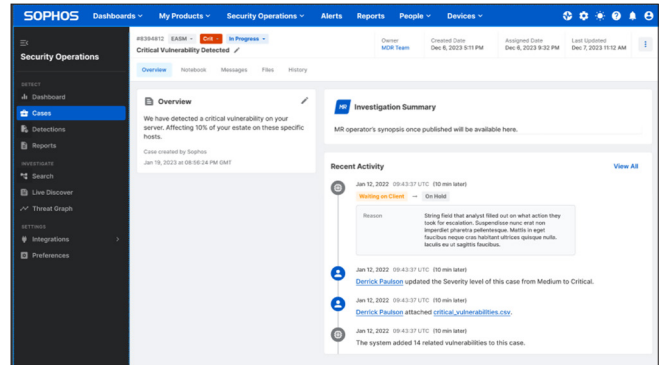 SOPHOS
Dashboards
My Products
Security Operations
Alerts
Reports
People
Devices
Security Operations
DETECT
Dashboard
Cases
Detections
Reports
INVESTIGATE
Search
Live Discover
Threat Graph
SETTINGS
Integrations
Preferences
#8394812 EASM Crit In Progress
Critical Vulnerability Detected
Owner
MDR Team
Created Date
Dec 6, 2023 5:11 PM
Assigned Date
Dec 6, 2023 9:32 PM
Last Updated
Dec 7, 2023 11:12 AM
Overview
Notebook
Messages
Files
History
Overview
We have detected a critical vulnerability on your
server. Affecting 10% of your estate on these specific
hosts.
Case created by Sophos
Jan 19, 2023 at 08:56:24 PM GMT
MR
Investigation Summary
MR operator's synopsis once published will be available here.
Recent Activity
View All
Jan 12, 2022 09:43:37 UTC (10 min later)
Waiting on Client → On Hold
Reason
String field that analyst filled out on what action they
took for escalation. Suspendisse nunc erat non
imperdiet pharetra pellentesque. Mattis in eget
faucibus neque cras habitant ultrices quisque nulla.
Iaculis eu ut sagittis faucibus.
Jan 12, 2022 09:43:37 UTC (10 min later)
Derrick Paulson updated the Severity level of this case from Medium to Critical.
Jan 12, 2022 09:43:37 UTC (10 min later)
Derrick Paulson attached critical_vulnerabilities.csv.
Jan 12, 2022 09:43:37 UTC (10 min later)
The system added 14 related vulnerabilities to this case.